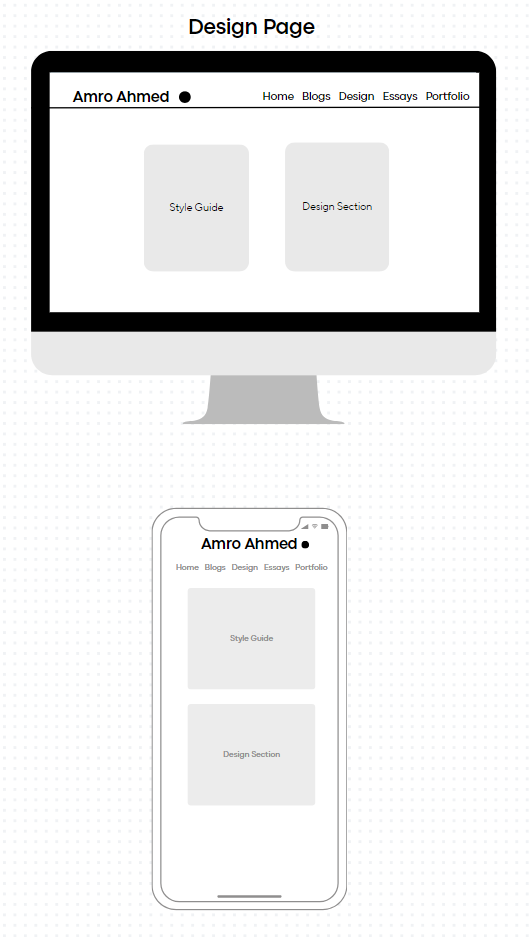 Design Page
Amro Ahmed Home Blogs Design Essays Portfolio
Style Guide Design Section
Amro Ahmed
Home Blogs Design Essays Portfolio
Style Guide
Design Section